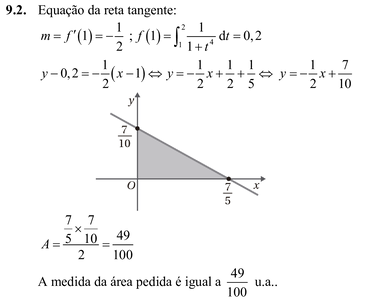 9.2. Equação da reta tangente:
m = f′(1) = −1/2 ; f(1) = ∫₁² 1/(1+t⁴) dt = 0,2
y − 0,2 = −1/2 (x − 1) ⇔ y = −1/2 x + 1/2 + 1/5 ⇔ y = −1/2 x + 7/10
y
7/10
O
7/5
x
A = (7/5 × 7/10)/2 = 49/100
A medida da área pedida é igual a 49/100 u.a..